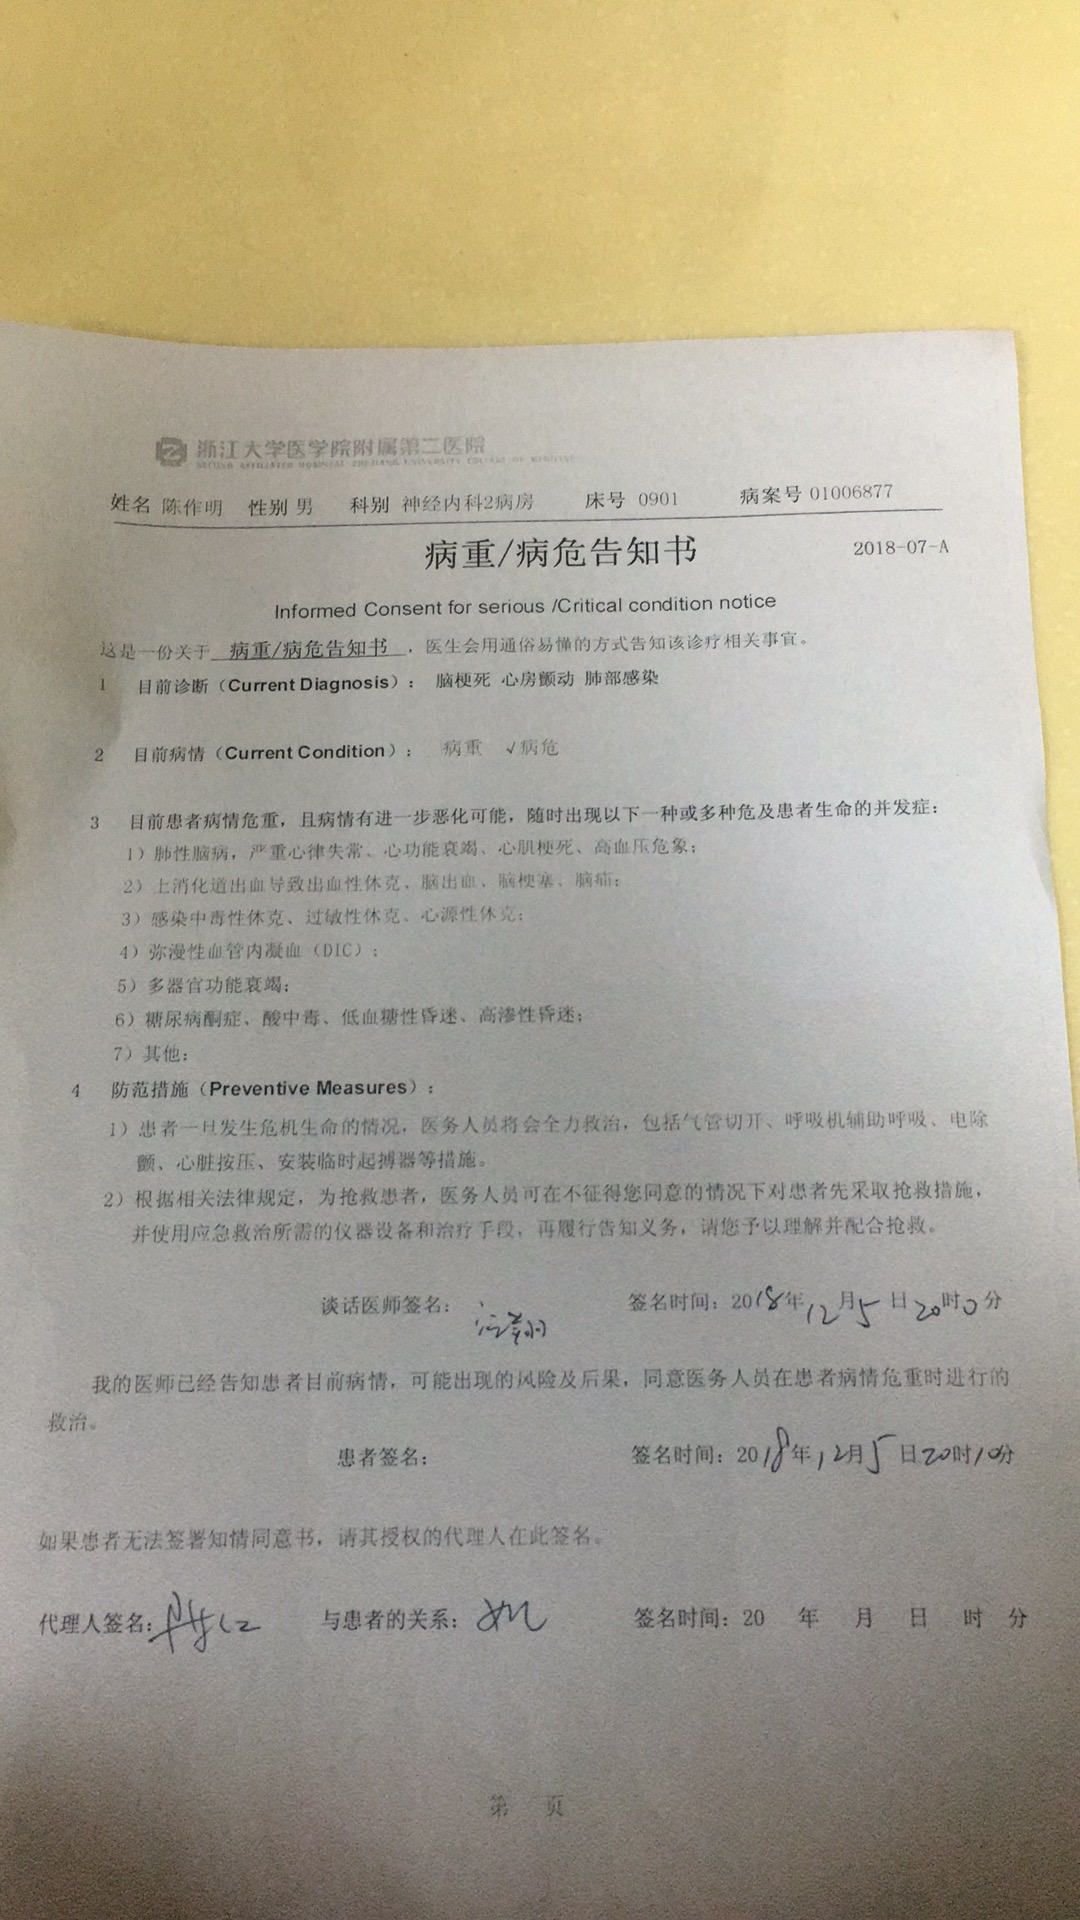 浙江大学医学院附属第二医院
SECOND AFFILIATED HOSPITAL ZHEJIANG UNIVERSITY COLLEGE OF MEDICINE
姓名 陈作明 性别 男 科别 神经内科2病房 床号 0901 病案号 01006877
病重/病危告知书 2018-07-A
Informed Consent for serious /Critical condition notice
这是一份关于 病重/病危告知书 ，医生会用通俗易懂的方式告知该诊疗相关事宜。
1 目前诊断（Current Diagnosis）： 脑梗死 心房颤动 肺部感染
2 目前病情（Current Condition）： 病重 √病危
3 目前患者病情危重，且病情有进一步恶化可能，随时出现以下一种或多种危及患者生命的并发症：
1）肺性脑病，严重心律失常、心功能衰竭、心肌梗死、高血压危象；
2）上消化道出血导致出血性休克、脑出血、脑梗塞、脑疝；
3）感染中毒性休克、过敏性休克、心源性休克；
4）弥漫性血管内凝血（DIC）；
5）多器官功能衰竭；
6）糖尿病酮症、酸中毒、低血糖性昏迷、高渗性昏迷；
7）其他：
4 防范措施（Preventive Measures）：
1）患者一旦发生危机生命的情况，医务人员将会全力救治，包括气管切开、呼吸机辅助呼吸、电除
颤、心脏按压、安装临时起搏器等措施。
2）根据相关法律规定，为抢救患者，医务人员可在不征得您同意的情况下对患者先采取抢救措施，
并使用应急救治所需的仪器设备和治疗手段，再履行告知义务，请您予以理解并配合抢救。
谈话医师签名： 签名时间：2018年12月5日20时0分
我的医师已经告知患者目前病情，可能出现的风险及后果，同意医务人员在患者病情危重时进行的
救治。
患者签名： 签名时间：2018年12月5日20时10分
如果患者无法签署知情同意书，请其授权的代理人在此签名。
代理人签名： 与患者的关系： 签名时间：20 年 月 日 时 分
第 页